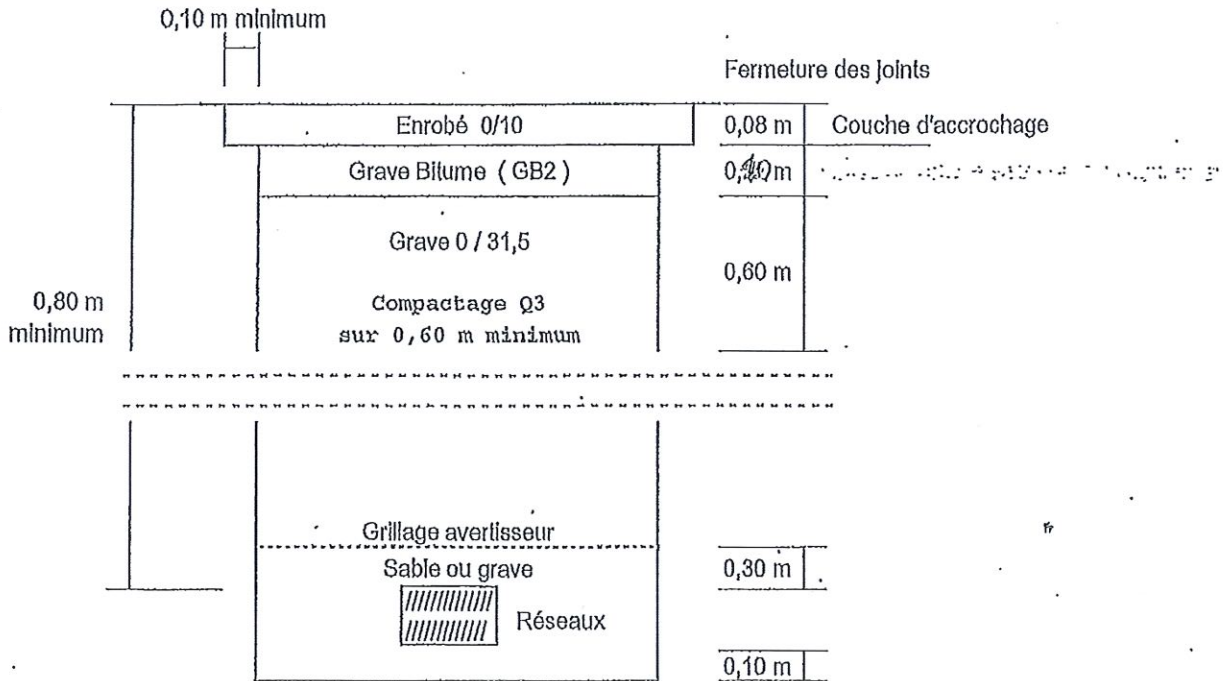 0,10 m minimum
Fermeture des joints
Enrobé 0/10
0,08 m
Couche d'accrochage
Grave Bitume ( GB2 )
Grave 0 / 31,5
0,60 m
0,80 m
minimum
Compactage Q3
sur 0,60 m minimum
Grillage avertisseur
Sable ou grave
0,30 m
Réseaux
0,10 m